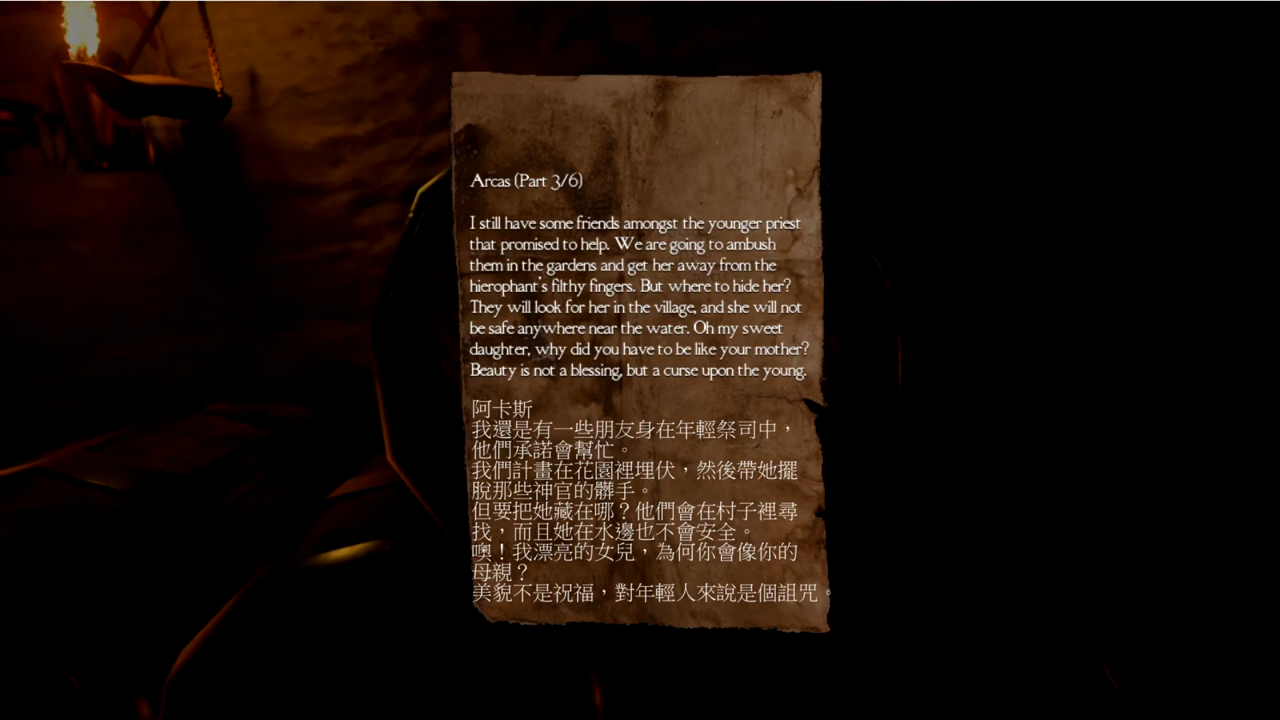 Arcas (Part 3/6)
I still have some friends amongst the younger priest
that promised to help. We are going to ambush
them in the gardens and get her away from the
hierophant's filthy fingers. But where to hide her?
They will look for her in the village, and she will not
be safe anywhere near the water. Oh my sweet
daughter, why did you have to be like your mother?
Beauty is not a blessing, but a curse upon the young.
阿卡斯
我還是有一些朋友身在年輕祭司中，
他們承諾會幫忙。
我們計畫在花園裡埋伏，然後帶她擺
脫那些神官的髒手。
但要把她藏在哪？他們會在村子裡尋
找，而且她在水邊也不會安全。
噢！我漂亮的女兒，為何你會像你的
母親？
美貌不是祝福，對年輕人來說是個詛咒。